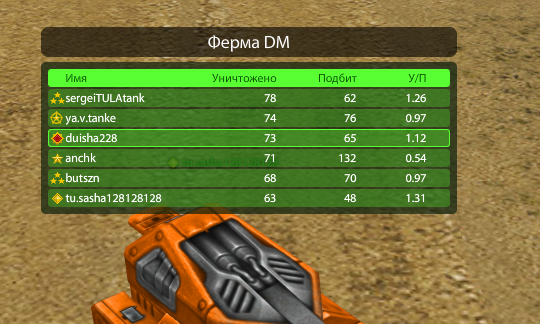 Ферма DM
Имя Уничтожено Подбит У/П
sergeiTULAtank 78 62 1.26
ya.v.tanke 74 76 0.97
duisha228 73 65 1.12
anchk 71 132 0.54
butszn 68 70 0.97
tu.sasha128128128 63 48 1.31